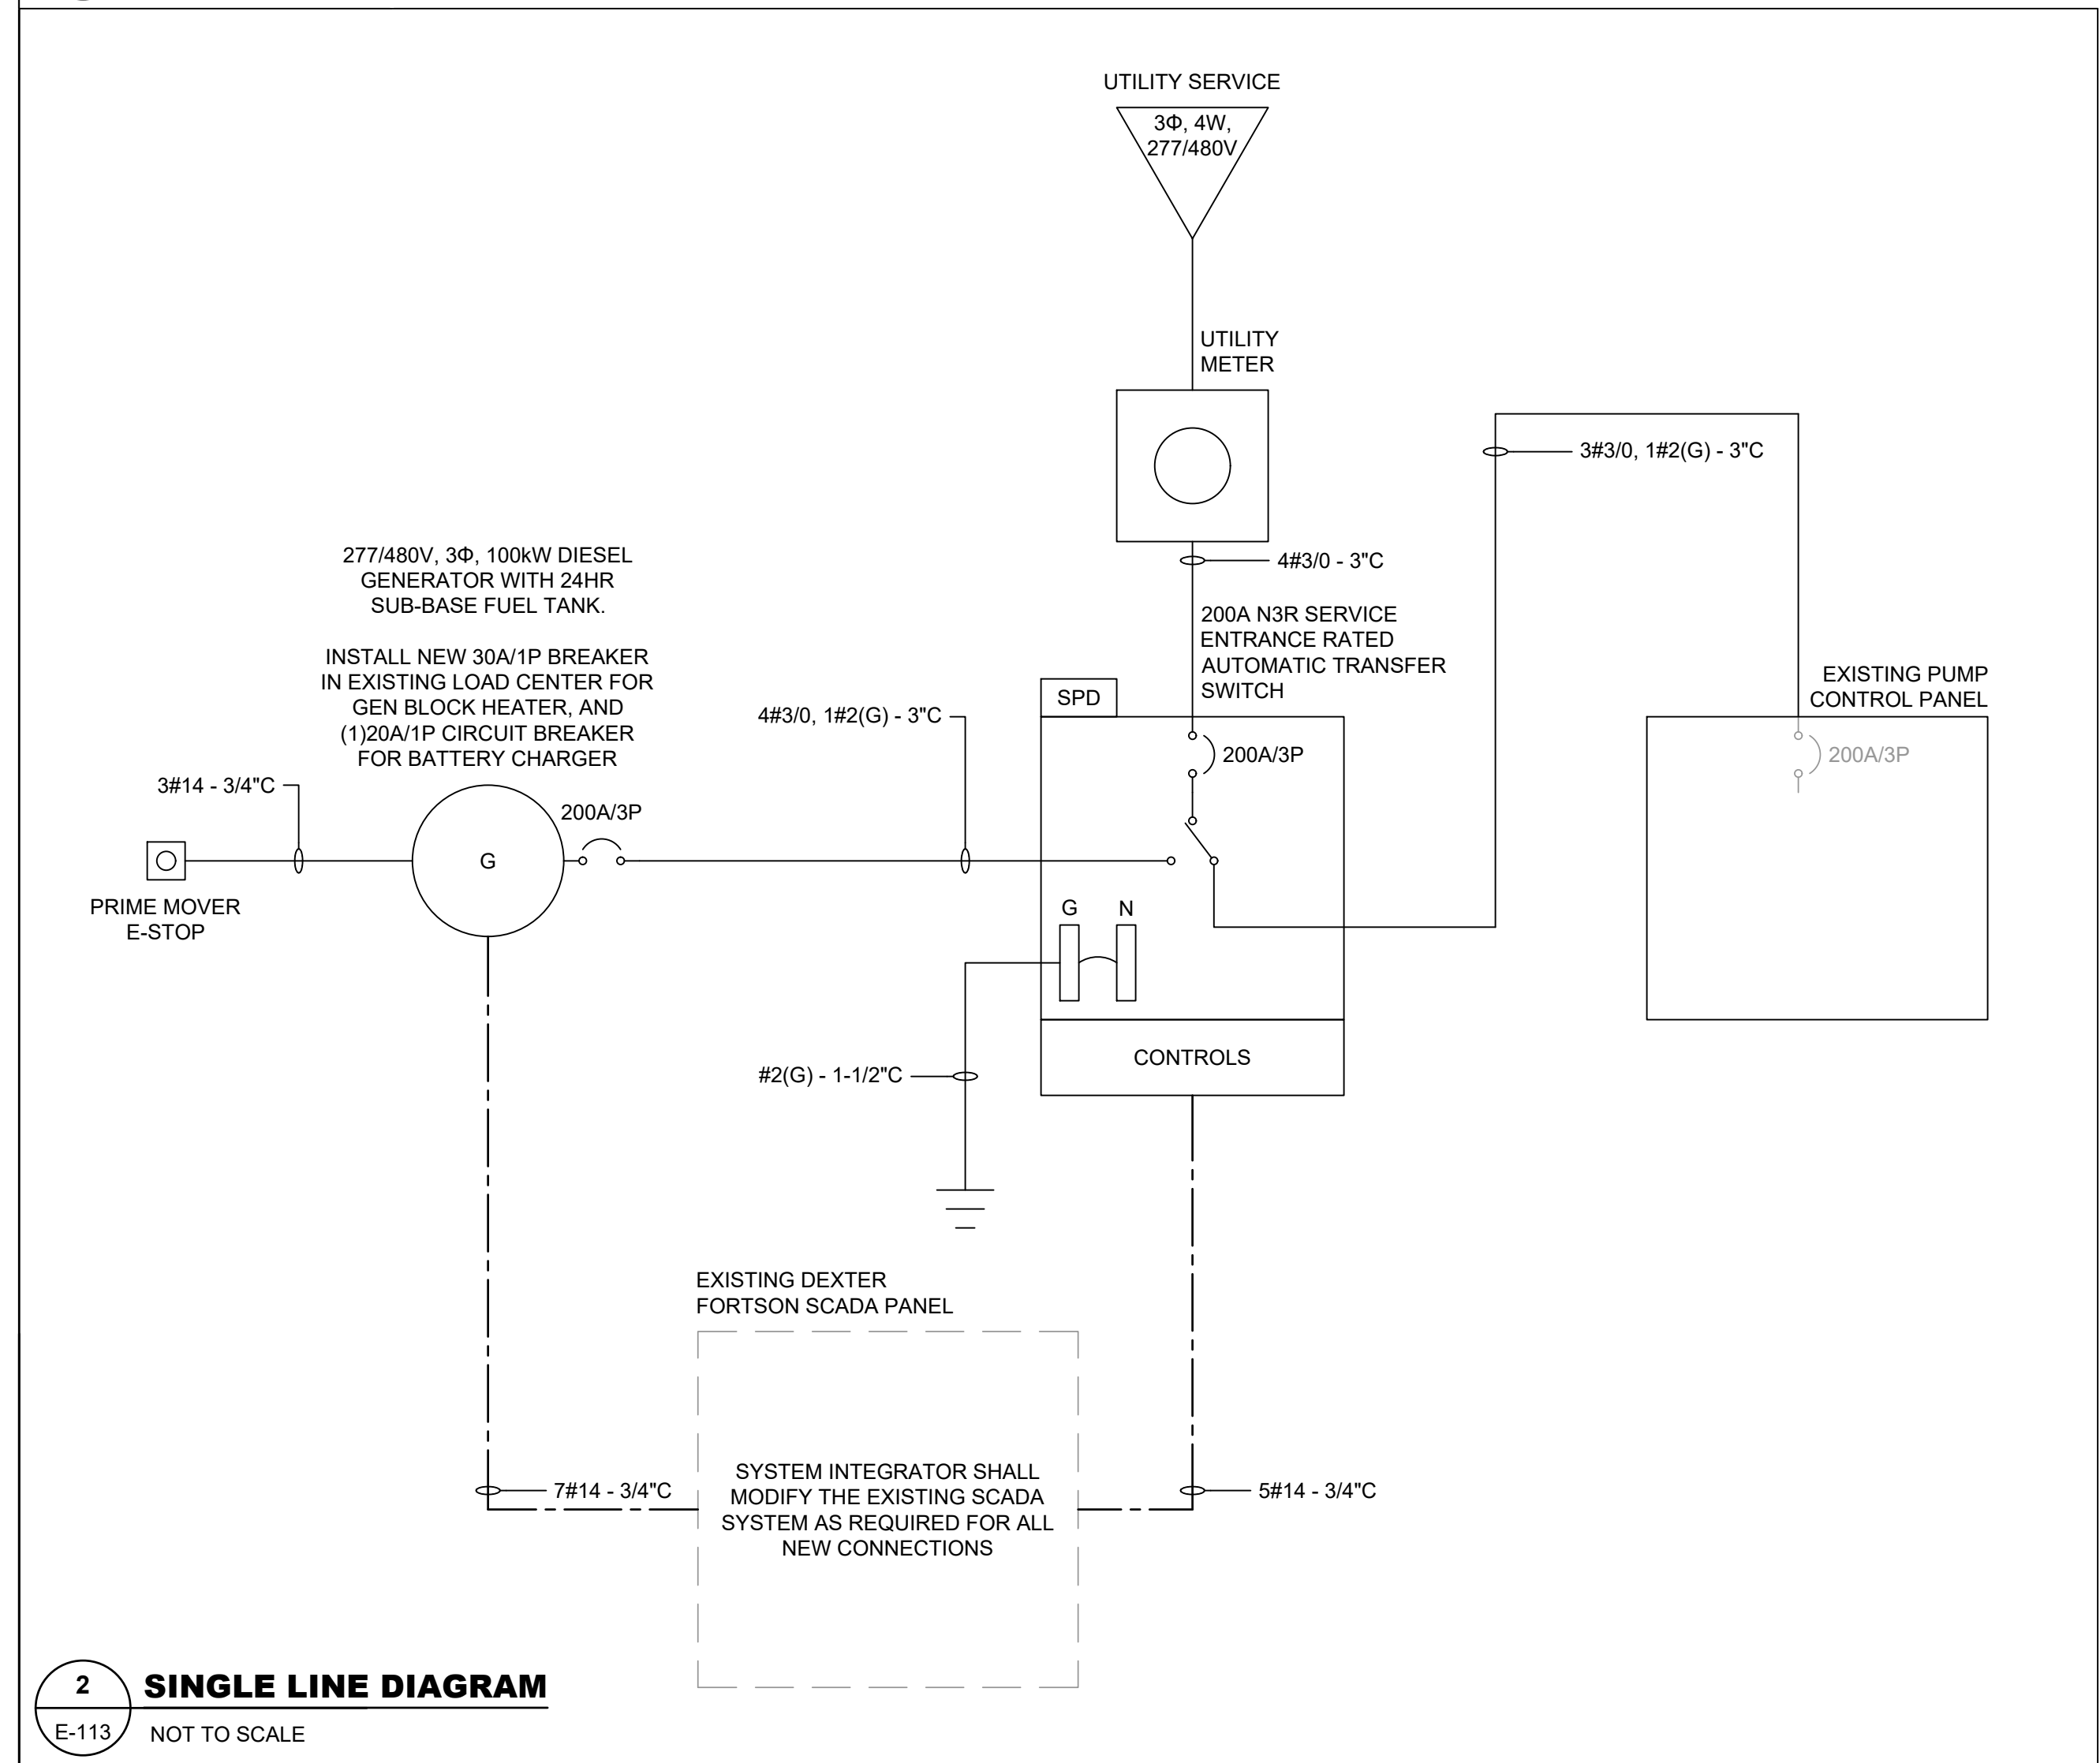 UTILITY SERVICE
3Φ, 4W,
277/480V
UTILITY
METER
3#3/0, 1#2(G) - 3"C
4#3/0 - 3"C
277/480V, 3Φ, 100kW DIESEL
GENERATOR WITH 24HR
SUB-BASE FUEL TANK.
INSTALL NEW 30A/1P BREAKER
IN EXISTING LOAD CENTER FOR
GEN BLOCK HEATER, AND
(1)20A/1P CIRCUIT BREAKER
FOR BATTERY CHARGER
200A N3R SERVICE
ENTRANCE RATED
AUTOMATIC TRANSFER
SWITCH
SPD
EXISTING PUMP
CONTROL PANEL
4#3/0, 1#2(G) - 3"C
200A/3P
200A/3P
3#14 - 3/4"C
200A/3P
G
PRIME MOVER
E-STOP
G N
CONTROLS
#2(G) - 1-1/2"C
EXISTING DEXTER
FORTSON SCADA PANEL
SYSTEM INTEGRATOR SHALL
MODIFY THE EXISTING SCADA
SYSTEM AS REQUIRED FOR ALL
NEW CONNECTIONS
7#14 - 3/4"C
5#14 - 3/4"C
2
SINGLE LINE DIAGRAM
E-113
NOT TO SCALE